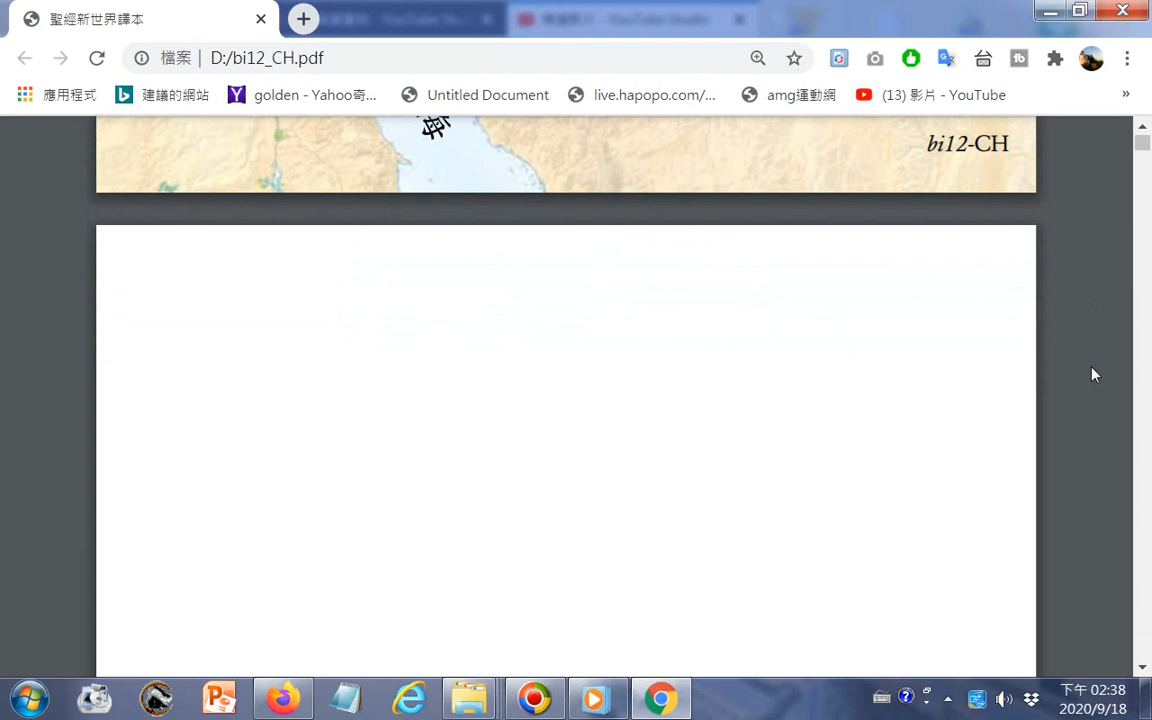 聖經新世界譯本
檔案 D:/bi12_CH.pdf
應用程式 建議的網站 golden - Yahoo奇... Untitled Document live.hapopo.com/... amg運動網 (13) 影片 - YouTube »
海
bi12-CH
下午 02:38
2020/9/18